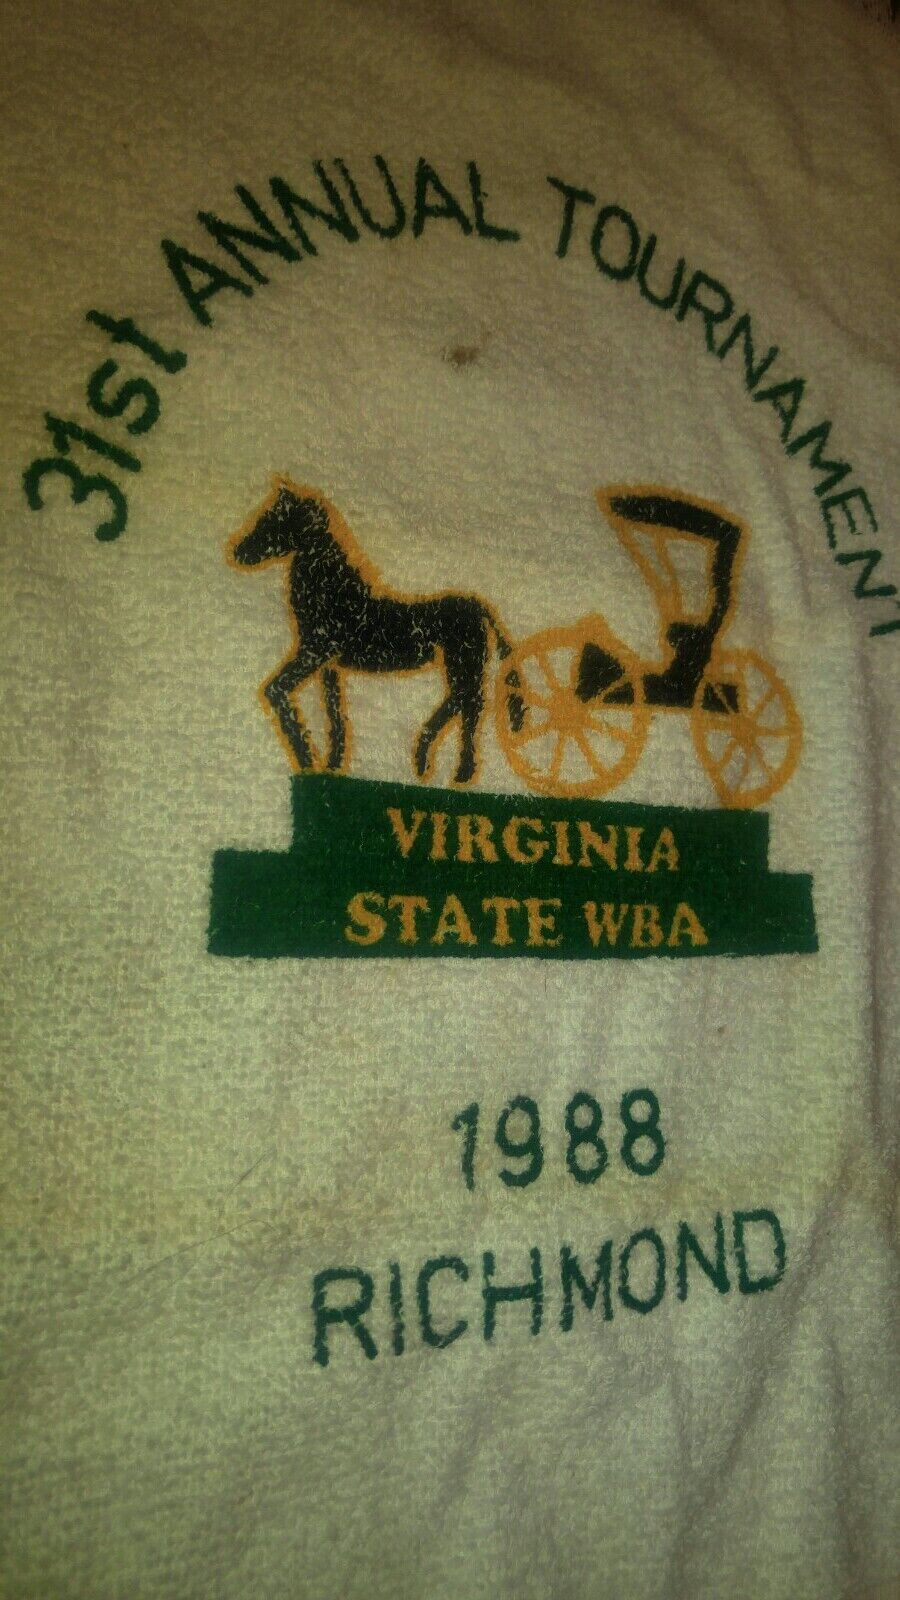 31st ANNUAL TOURNAMENT
VIRGINIA
STATE WBA
1988
RICHMOND